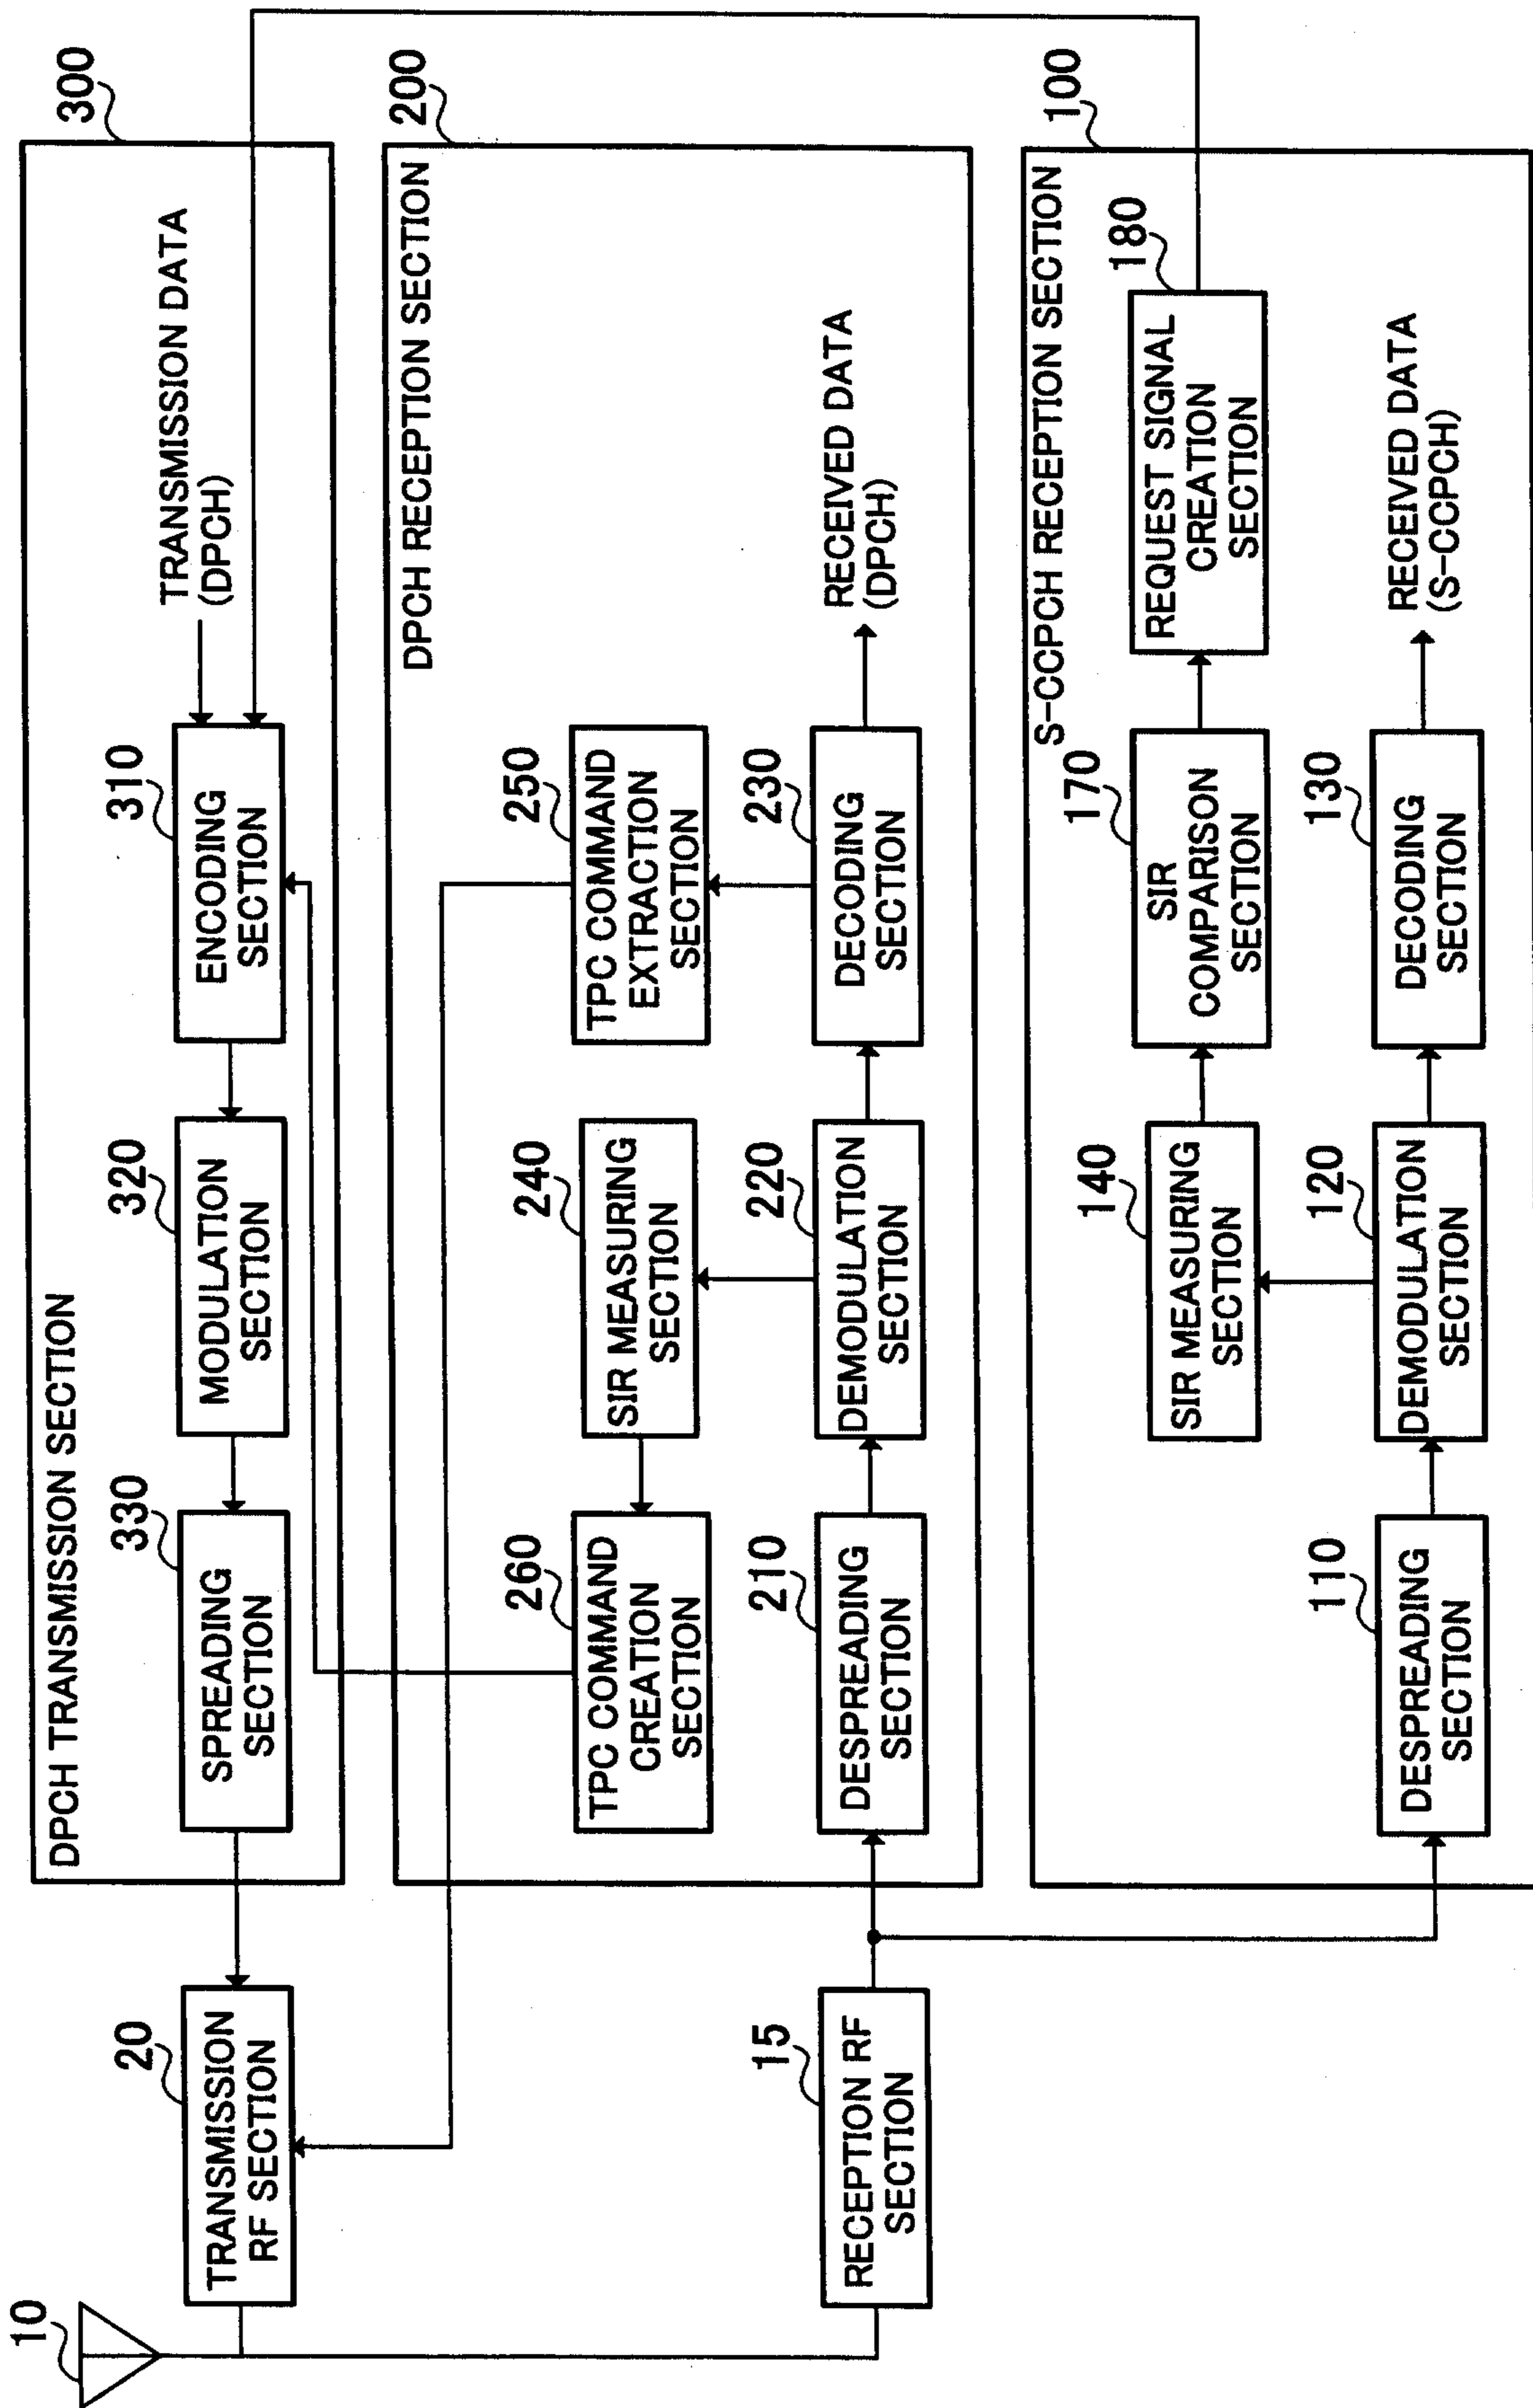 10
20
TRANSMISSION
RF SECTION
15
RECEPTION RF
SECTION
300
DPCH TRANSMISSION SECTION
330
SPREADING
SECTION
320
MODULATION
SECTION
310
ENCODING
SECTION
TRANSMISSION DATA
(DPCH)
200
DPCH RECEPTION SECTION
260
TPC COMMAND
CREATION
SECTION
240
SIR MEASURING
SECTION
250
TPC COMMAND
EXTRACTION
SECTION
210
DESPREADING
SECTION
220
DEMODULATION
SECTION
230
DECODING
SECTION
RECEIVED DATA
(DPCH)
100
S-CCPCH RECEPTION SECTION
140
SIR MEASURING
SECTION
170
SIR
COMPARISON
SECTION
180
REQUEST SIGNAL
CREATION
SECTION
110
DESPREADING
SECTION
120
DEMODULATION
SECTION
130
DECODING
SECTION
RECEIVED DATA
(S-CCPCH)